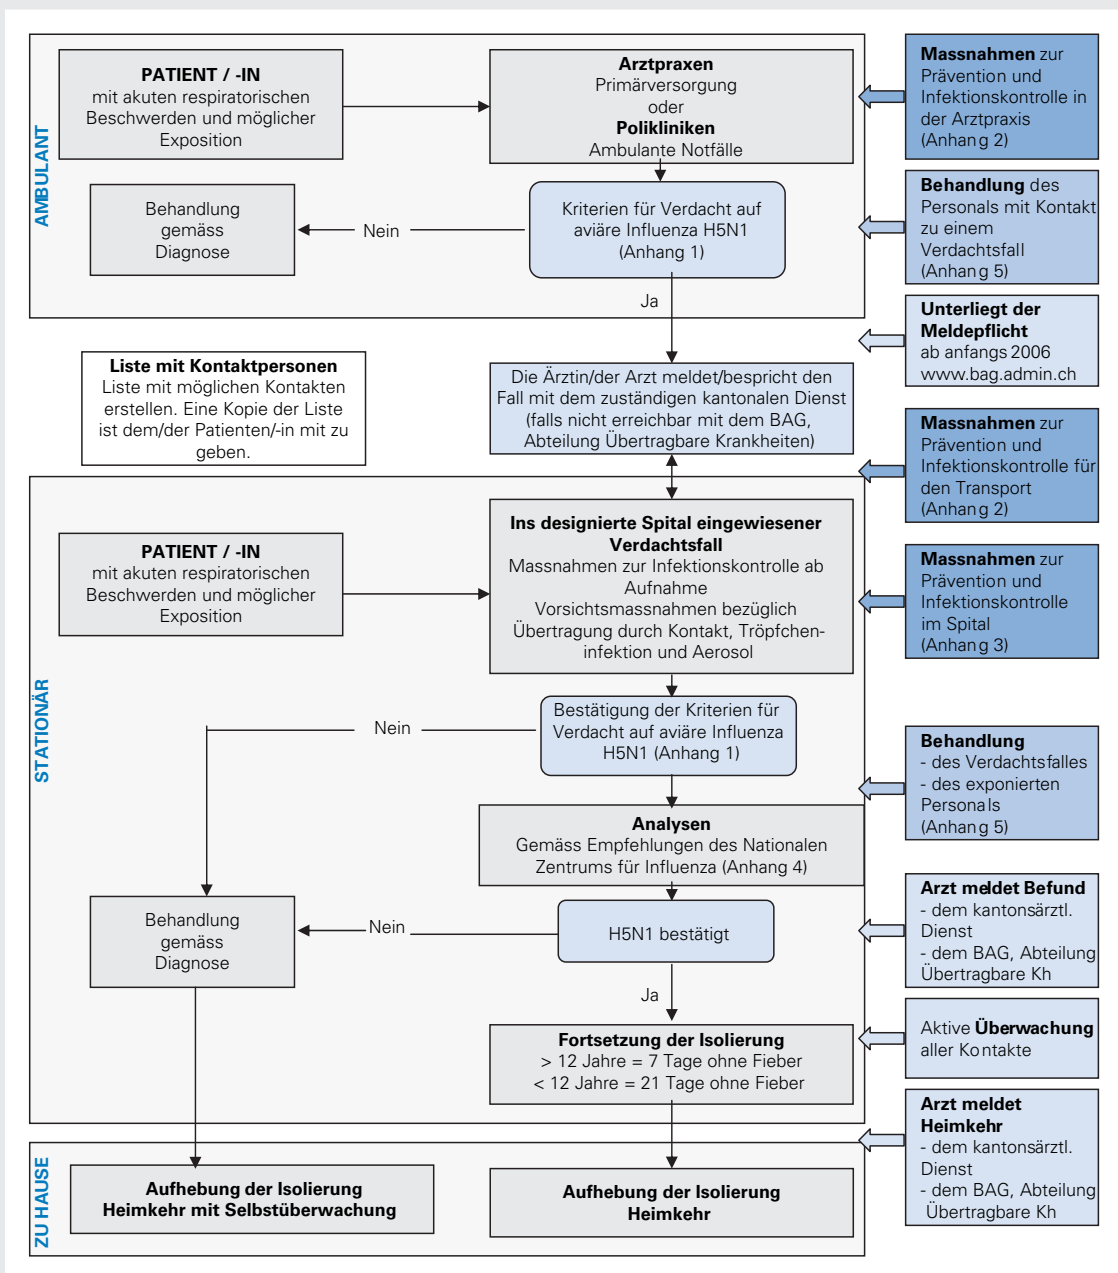 AMBULANT
PATIENT / -IN
mit akuten respiratorischen
Beschwerden und möglicher
Exposition
Arztpraxen
Primärversorgung
oder
Polikliniken
Ambulante Notfälle
Massnahmen zur
Prävention und
Infektionskontrolle in
der Arztpraxis
(Anhang 2)
Behandlung
gemäss
Diagnose
Nein
Kriterien für Verdacht auf
aviäre Influenza H5N1
(Anhang 1)
Behandlung des
Personals mit Kontakt
zu einem
Verdachtsfall
(Anhang 5)
Ja
Unterliegt der
Meldepflicht
ab anfangs 2006
www.bag.admin.ch
Liste mit Kontaktpersonen
Liste mit möglichen Kontakten
erstellen. Eine Kopie der Liste
ist dem/der Patienten/-in mit zu
geben.
Die Ärztin/der Arzt meldet/bespricht den
Fall mit dem zuständigen kantonalen Dienst
(falls nicht erreichbar mit dem BAG,
Abteilung Übertragbare Krankheiten)
Massnahmen zur
Prävention und
Infektionskontrolle für
den Transport
(Anhang 2)
STATIONÄR
PATIENT / -IN
mit akuten respiratorischen
Beschwerden und möglicher
Exposition
Ins designierte Spital eingewiesener
Verdachtsfall
Massnahmen zur Infektionskontrolle ab
Aufnahme
Vorsichtsmassnahmen bezüglich
Übertragung durch Kontakt, Tröpfchen-
infektion und Aerosol
Massnahmen zur
Prävention und
Infektionskontrolle
im Spital
(Anhang 3)
Nein
Bestätigung der Kriterien für
Verdacht auf aviäre Influenza
H5N1 (Anhang 1)
Behandlung
- des Verdachtsfalles
- des exponierten
Personals
(Anhang 5)
Analysen
Gemäss Empfehlungen des Nationalen
Zentrums für Influenza (Anhang 4)
Behandlung
gemäss
Diagnose
Nein
H5N1 bestätigt
Arzt meldet Befund
- dem kantonsärztl.
Dienst
- dem BAG, Abteilung
Übertragbare Kh
Ja
Fortsetzung der Isolierung
> 12 Jahre = 7 Tage ohne Fieber
< 12 Jahre = 21 Tage ohne Fieber
Aktive Überwachung
aller Kontakte
Arzt meldet
Heimkehr
- dem kantonsärztl.
Dienst
- dem BAG, Abteilung
Übertragbare Kh
ZU HAUSE
Aufhebung der Isolierung
Heimkehr mit Selbstüberwachung
Aufhebung der Isolierung
Heimkehr